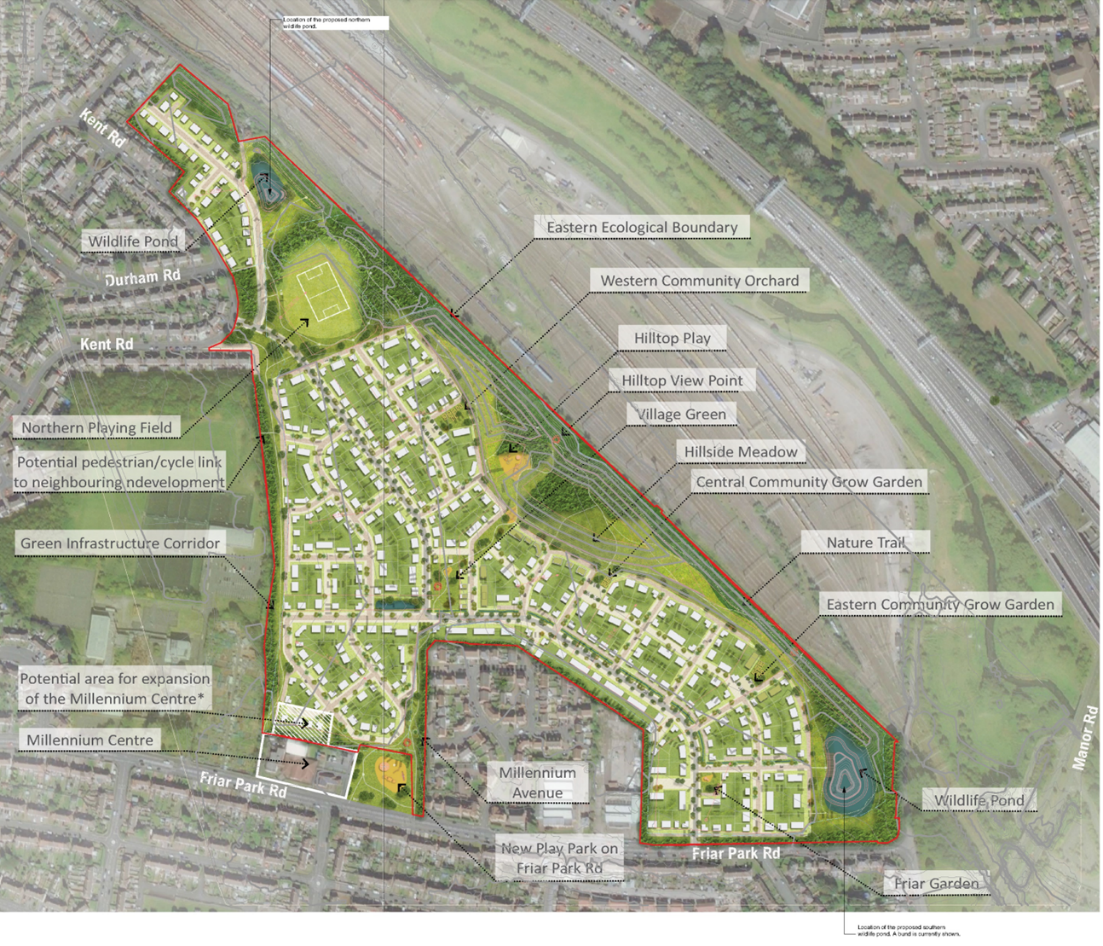 Location of the proposed northern
wildlife pond.
Kent Rd
Wildlife Pond
Durham Rd
Kent Rd
Eastern Ecological Boundary
Western Community Orchard
Hilltop Play
Hilltop View Point
Village Green
Northern Playing Field
Potential pedestrian/cycle link
to neighbouring ndevelopment
Hillside Meadow
Central Community Grow Garden
Green Infrastructure Corridor
Nature Trail
Eastern Community Grow Garden
Potential area for expansion
of the Millennium Centre*
Millennium Centre
Manor Rd
Friar Park Rd
Millennium
Avenue
Wildlife Pond
New Play Park on
Friar Park Rd
Friar Park Rd
Friar Garden
Location of the proposed southern
wildlife pond. A bund is currently shown.